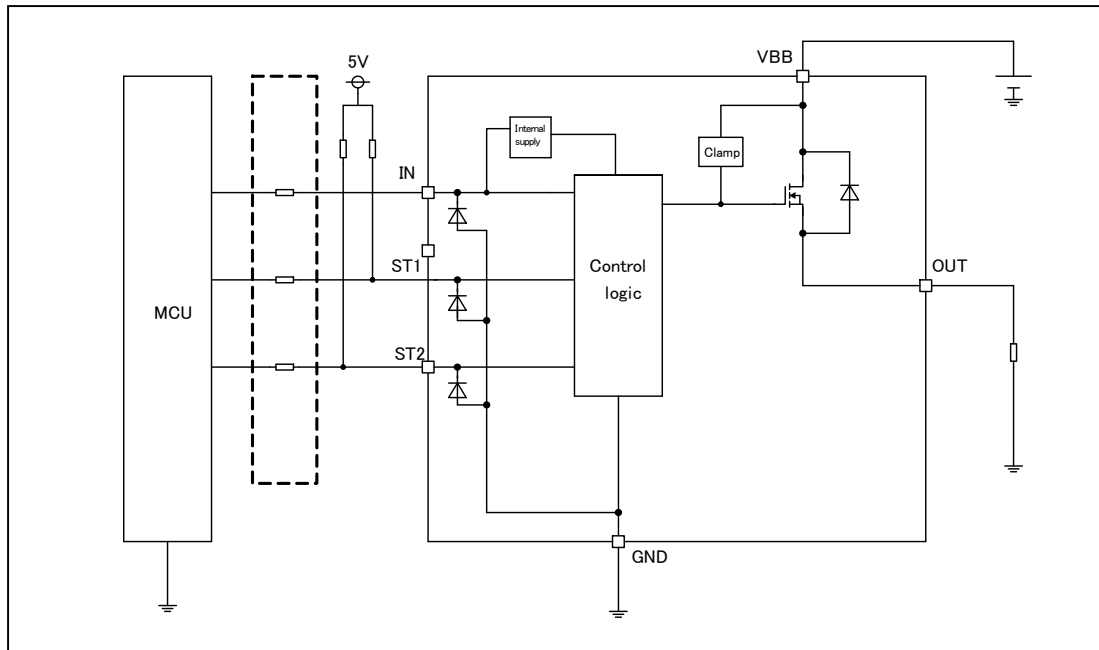 VBB
5V
Internal
supply
Clamp
IN
ST1
Control
logic
OUT
MCU
ST2
GND